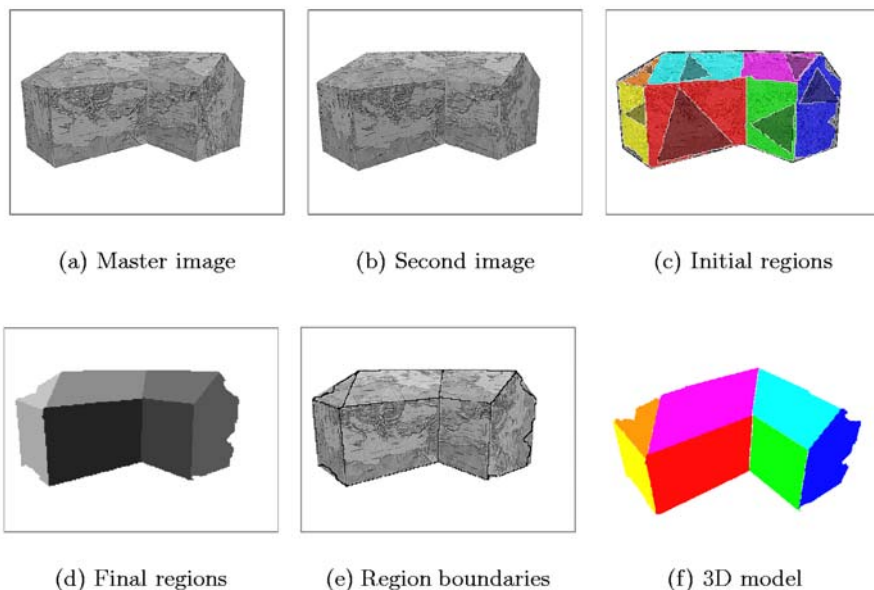 (a) Master image
(b) Second image
(c) Initial regions
(d) Final regions
(e) Region boundaries
(f) 3D model